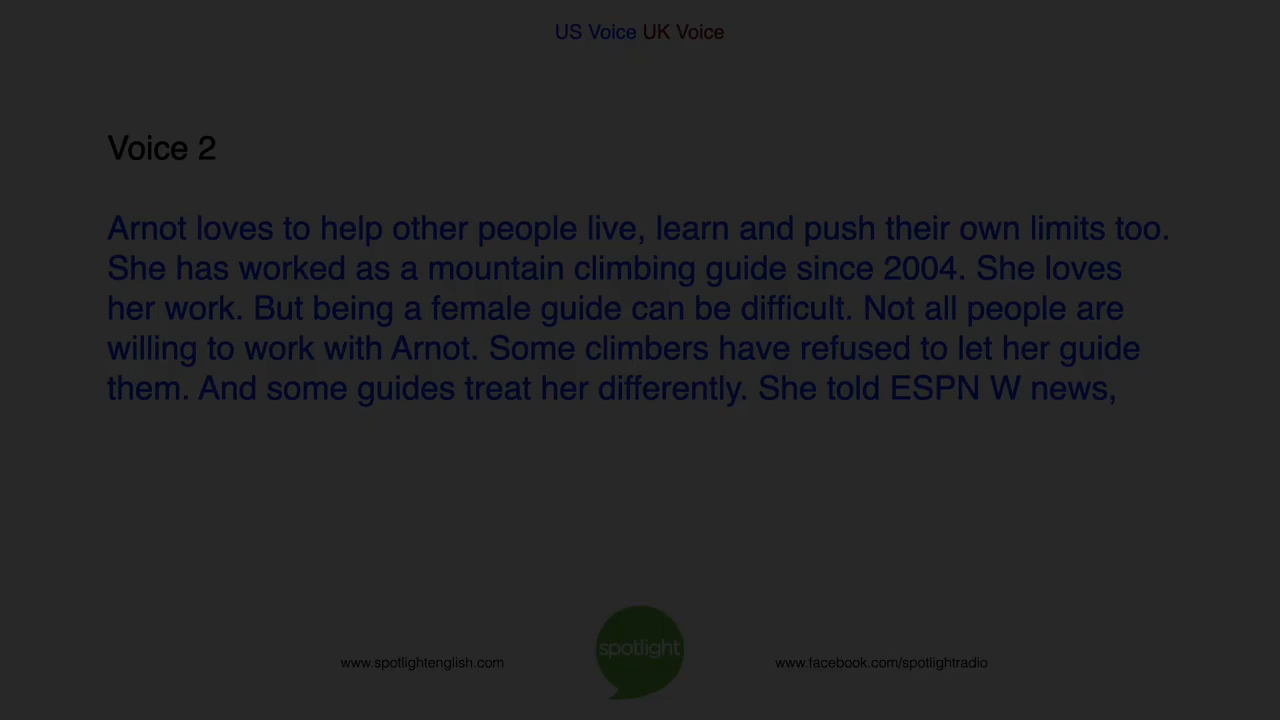 US Voice UK Voice
Voice 2
Arnot loves to help other people live, learn and push their own limits too.
She has worked as a mountain climbing guide since 2004. She loves
her work. But being a female guide can be difficult. Not all people are
willing to work with Arnot. Some climbers have refused to let her guide
them. And some guides treat her differently. She told ESPN W news,
spotlight
www.spotlightenglish.com
www.facebook.com/spotlightradio